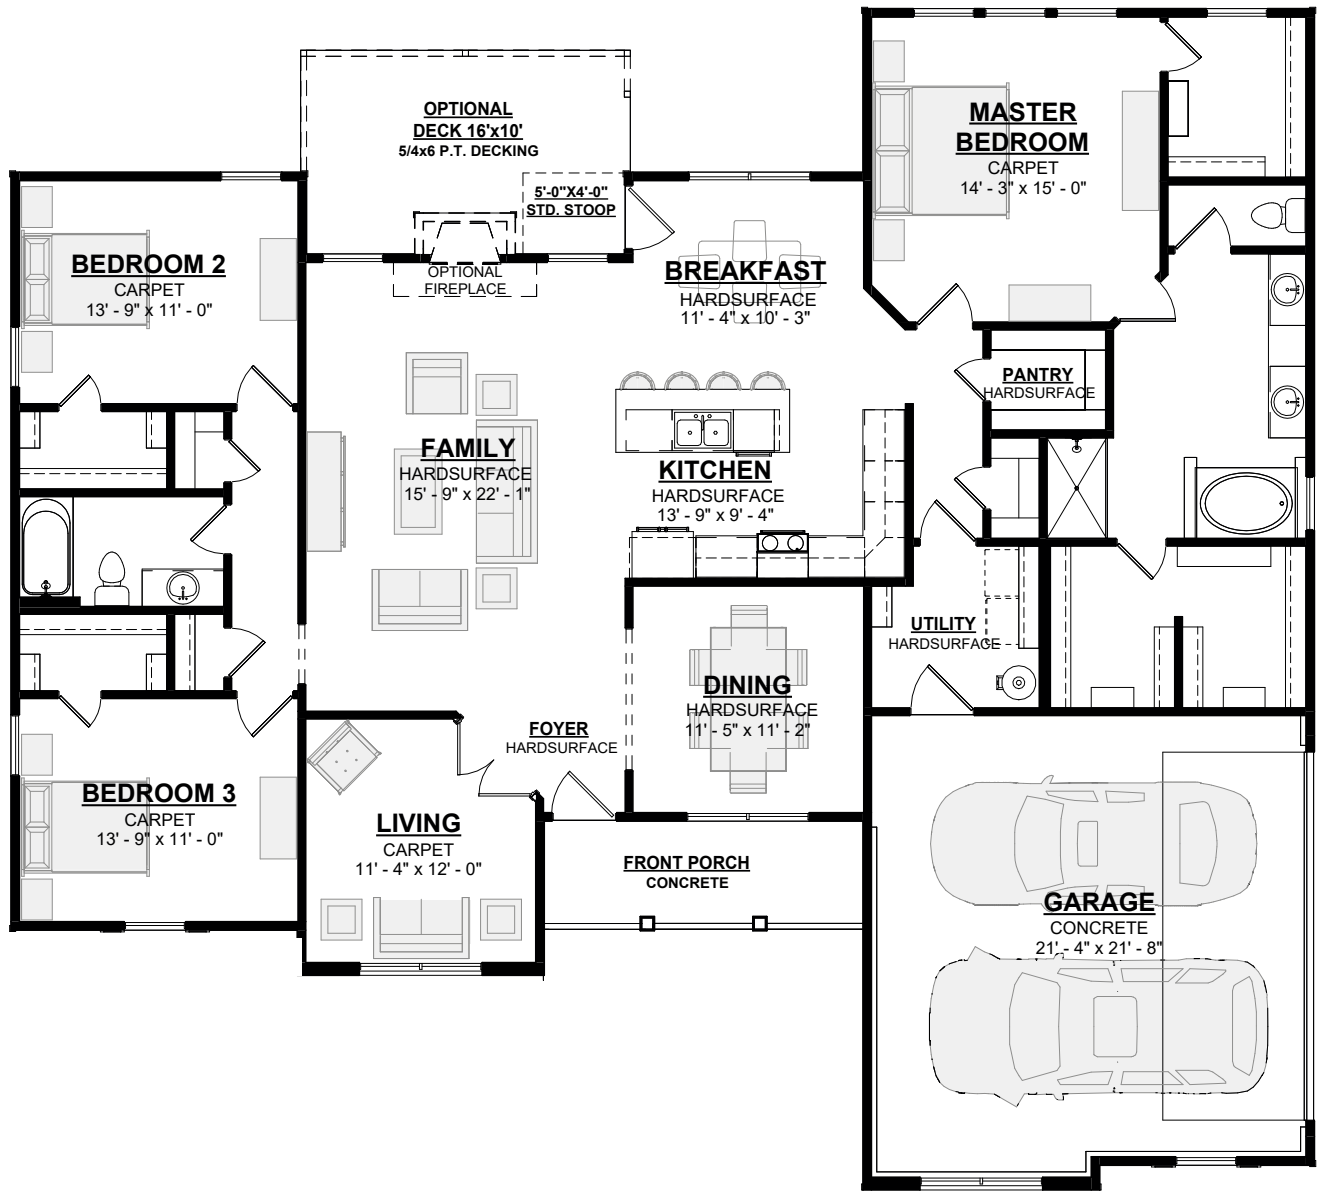 OPTIONAL
DECK 16'x10'
5/4x6 P.T. DECKING
5'-0"X4'-0"
STD. STOOP
MASTER
BEDROOM
CARPET
14' - 3" x 15' - 0"
BEDROOM 2
CARPET
13' - 9" x 11' - 0"
OPTIONAL
FIREPLACE
BREAKFAST
HARDSURFACE
11' - 4" x 10' - 3"
PANTRY
HARDSURFACE
FAMILY
HARDSURFACE
15' - 9" x 22' - 1"
KITCHEN
HARDSURFACE
13' - 9" x 9' - 4"
UTILITY
HARDSURFACE
DINING
HARDSURFACE
11' - 5" x 11' - 2"
FOYER
HARDSURFACE
BEDROOM 3
CARPET
13' - 9" x 11' - 0"
LIVING
CARPET
11' - 4" x 12' - 0"
FRONT PORCH
CONCRETE
GARAGE
CONCRETE
21' - 4" x 21' - 8"